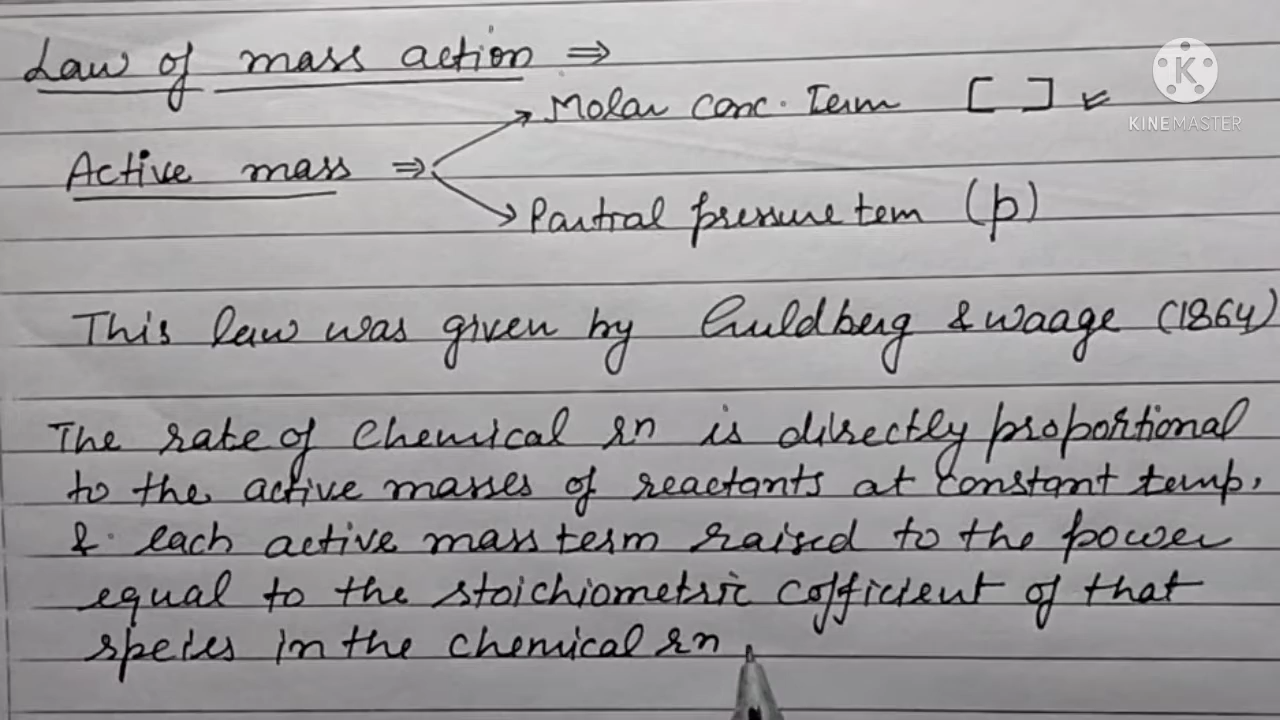 Law of mass action ⇒
Molar conc. Term [ ]
Active mass ⇒
Partial pressure tem (p)
This law was given by Guldberg & waage (1864)
The rate of Chemical rn is directly proportional
to the active masses of reactants at constant temp.
& each active mass term raised to the power
equal to the stoichiometric cofficient of that
speies in the chemical rn
KINEMASTER